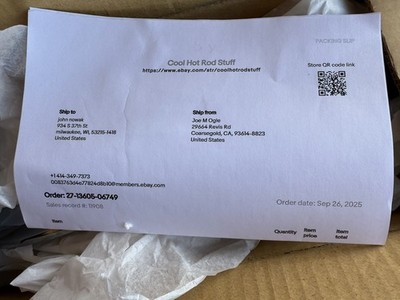 PACKING SLIP
Cool Hot Rod Stuff
https://www.ebay.com/str/coolhotrodstuff
Store QR code link
Ship to
john nowak
934 S 37th St
milwaukee, WI, 53215-1418
United States
Ship from
Joe M Ogle
29664 Revis Rd
Coarsegold, CA, 93614-8823
United States
+1 414-349-7373
Order: 27-13605-06749
Order date: Sep 26, 2025
Item
Quantity
Item price
Item total